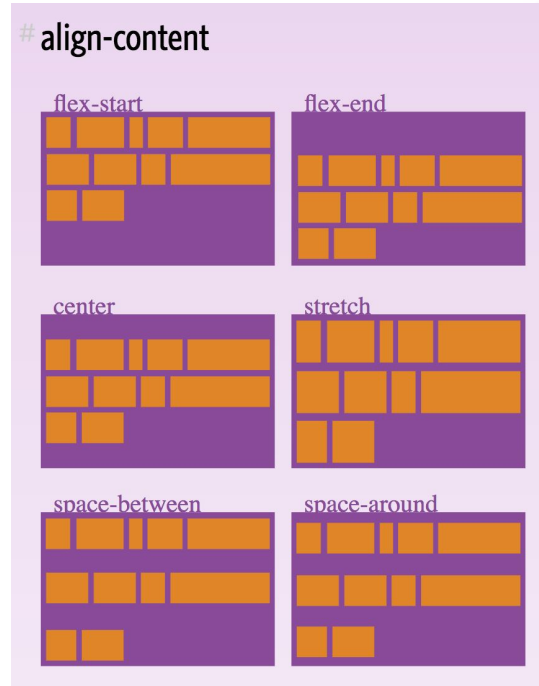 # align-content
flex-start
flex-end
center
stretch
space-between
space-around